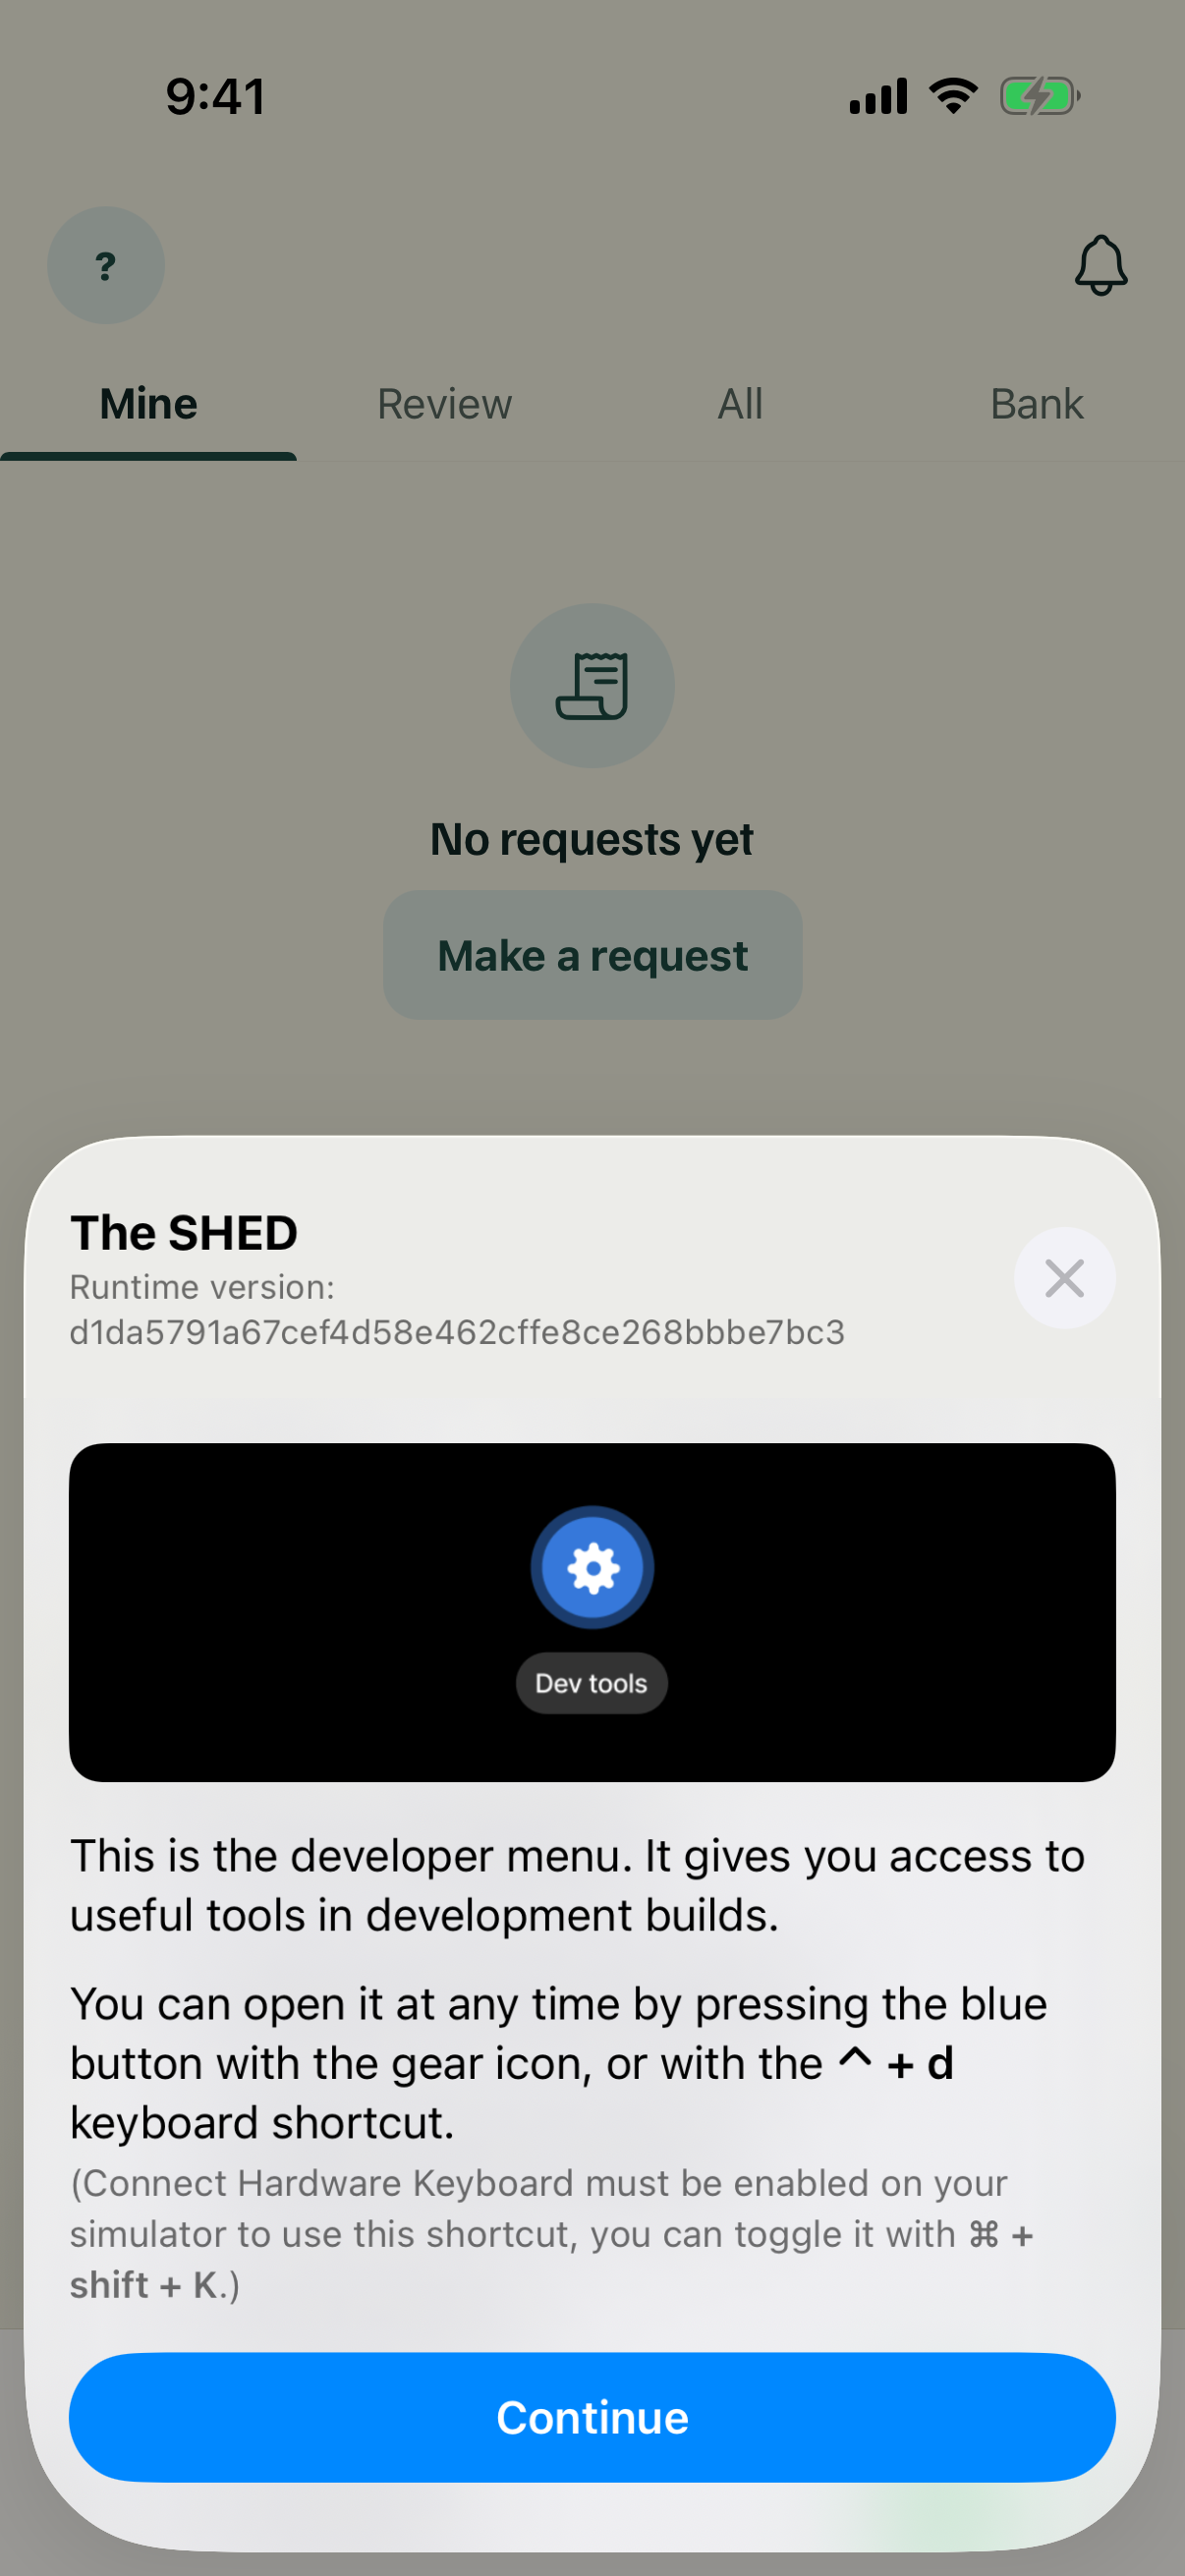 9:41
?
Mine Review All Bank
No requests yet
Make a request
The SHED
Runtime version:
d1da5791a67cef4d58e462cffe8ce268bbbe7bc3
Dev tools
This is the developer menu. It gives you access to
useful tools in development builds.
You can open it at any time by pressing the blue
button with the gear icon, or with the ^ + d
keyboard shortcut.
(Connect Hardware Keyboard must be enabled on your
simulator to use this shortcut, you can toggle it with ⌘ +
shift + K.)
Continue